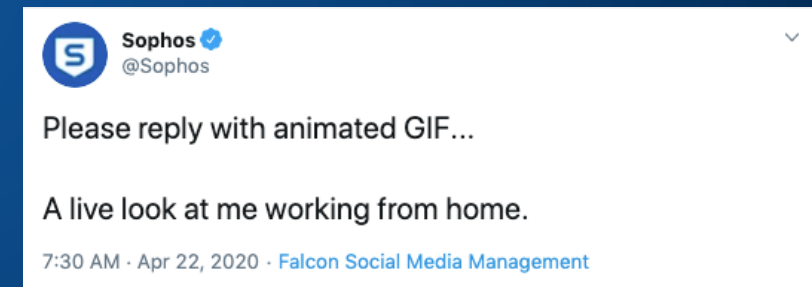 Sophos
@Sophos
Please reply with animated GIF...
A live look at me working from home.
7:30 AM · Apr 22, 2020 · Falcon Social Media Management